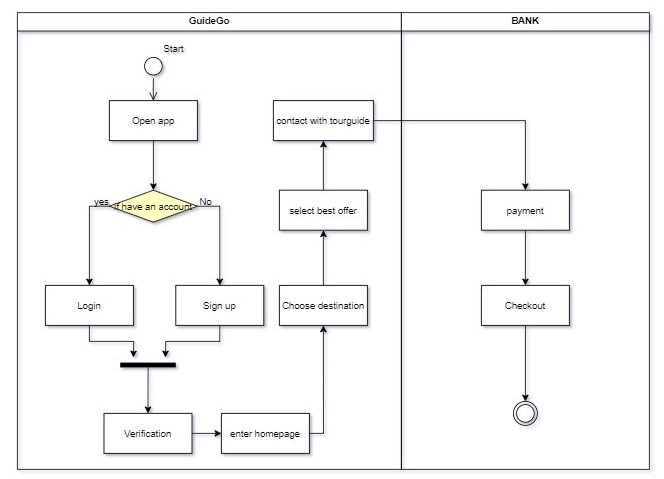 GuideGo
BANK
Start
Open app
if have an account
yes
No
Login
Sign up
Verification
enter homepage
Choose destination
select best offer
contact with tourguide
payment
Checkout